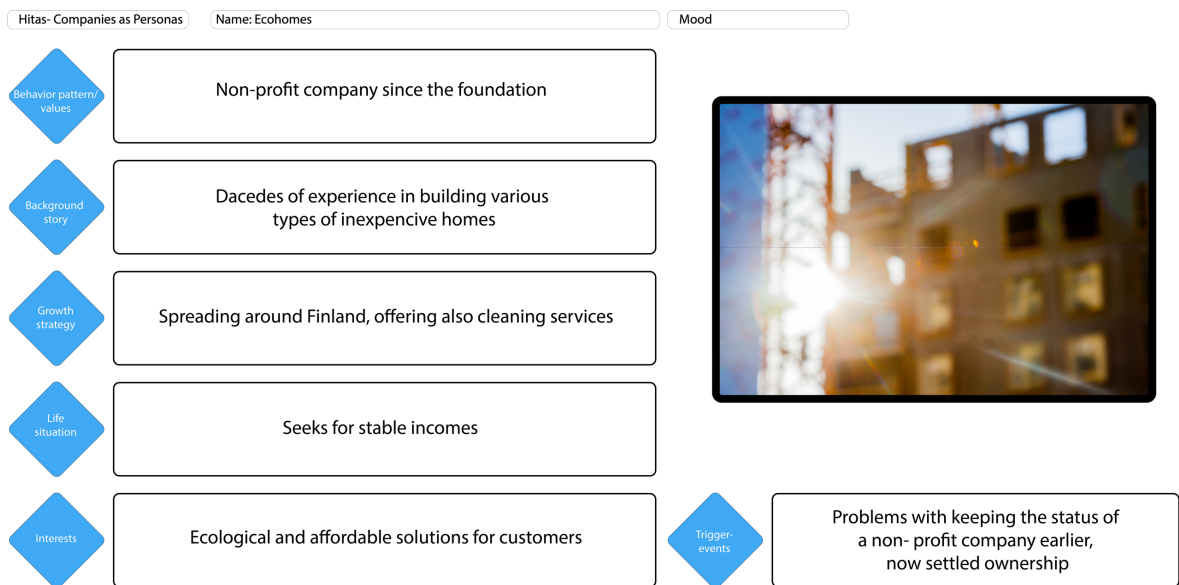 Hitas- Companies as Personas
Name: Ecohomes
Mood
Behavior pattern/
values
Non-profit company since the foundation
Background
story
Dacedes of experience in building various
types of inexpencive homes
Growth
strategy
Spreading around Finland, offering also cleaning services
Life
situation
Seeks for stable incomes
Interests
Ecological and affordable solutions for customers
Trigger-
events
Problems with keeping the status of
a non- profit company earlier,
now settled ownership